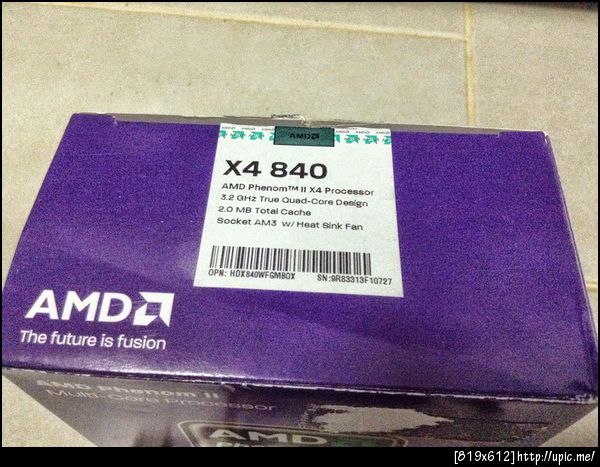 AMD
X4 840
AMD Phenom™ II X4 Processor
3.2 GHz True Quad-Core Design
2.0 MB Total Cache
Socket AM3 w/ Heat Sink Fan
OPN: HDX840WFGMBOX SN:9R83313F10727
AMD
The future is fusion
AMD Phenom II
Multi-Core Processor
AMD
[819x612]http://upic.me/